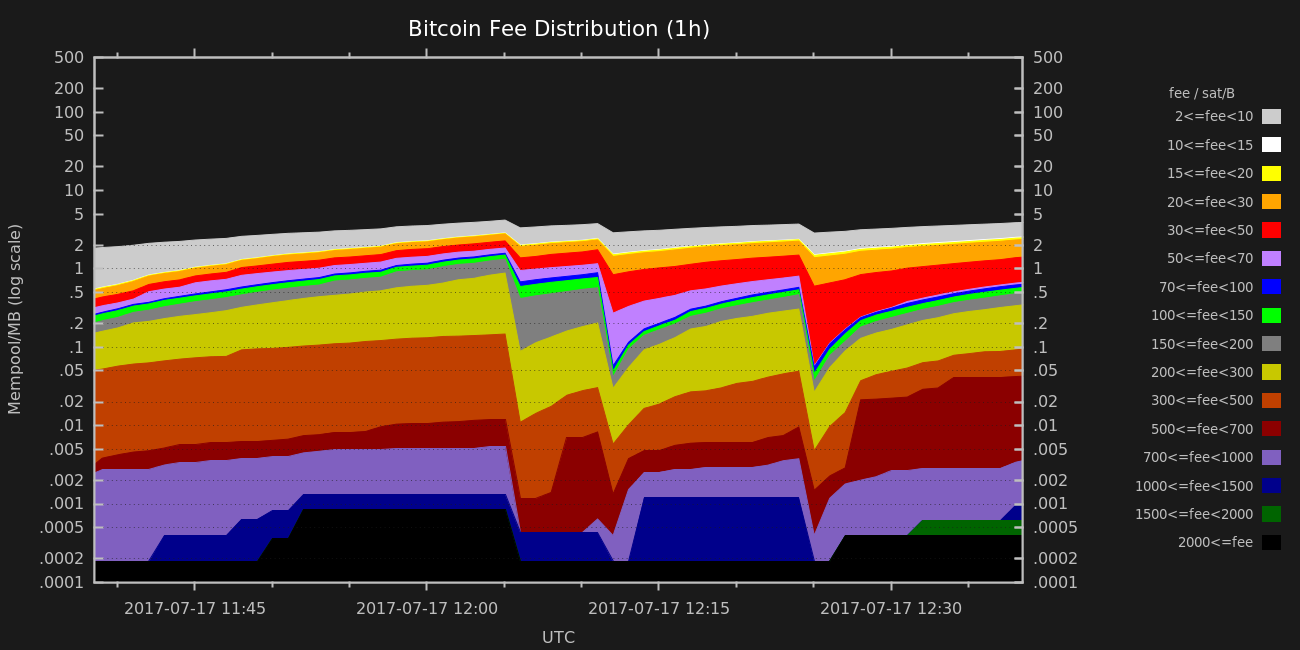 Bitcoin Fee Distribution (1h)
Mempool/MB (log scale)
500
200
100
50
20
10
5
2
1
.5
.2
.1
.05
.02
.01
.005
.002
.001
.0005
.0002
.0001
500
200
100
50
20
10
5
2
1
.5
.2
.1
.05
.02
.01
.005
.002
.001
.0005
.0002
.0001
2017-07-17 11:45
2017-07-17 12:00
2017-07-17 12:15
2017-07-17 12:30
UTC
fee / sat/B
2<=fee<10
10<=fee<15
15<=fee<20
20<=fee<30
30<=fee<50
50<=fee<70
70<=fee<100
100<=fee<150
150<=fee<200
200<=fee<300
300<=fee<500
500<=fee<700
700<=fee<1000
1000<=fee<1500
1500<=fee<2000
2000<=fee